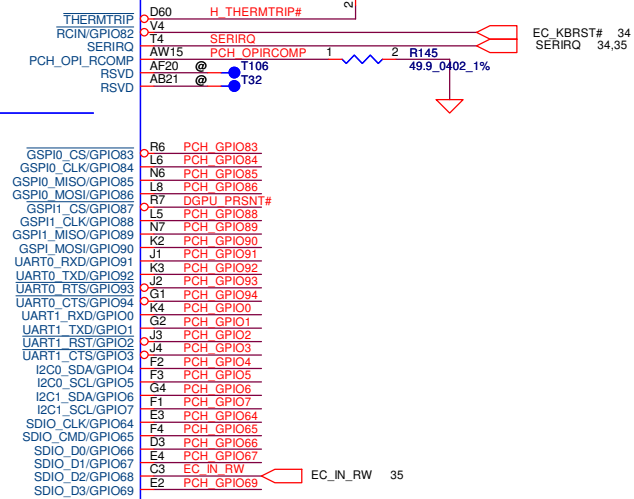 2
THERMTRIP D60 H_THERMTRIP#
RCIN/GPIO82 V4 EC_KBRST# 34
SERIRQ T4 SERIRQ SERIRQ 34,35
PCH_OPI_RCOMP AW15 PCH_OPIRCOMP 1 2 R145
RSVD AF20 @ T106 49.9_0402_1%
RSVD AB21 @ T32
GSPI0_CS/GPIO83 R6 PCH_GPIO83
GSPI0_CLK/GPIO84 L6 PCH_GPIO84
GSPI0_MISO/GPIO85 N6 PCH_GPIO85
GSPI0_MOSI/GPIO86 L8 PCH_GPIO86
GSPI1_CS/GPIO87 R7 DGPU_PRSNT#
GSPI1_CLK/GPIO88 L5 PCH_GPIO88
GSPI1_MISO/GPIO89 N7 PCH_GPIO89
GSPI_MOSI/GPIO90 K2 PCH_GPIO90
UART0_RXD/GPIO91 J1 PCH_GPIO91
UART0_TXD/GPIO92 K3 PCH_GPIO92
UART0_RTS/GPIO93 J2 PCH_GPIO93
UART0_CTS/GPIO94 G1 PCH_GPIO94
UART1_RXD/GPIO0 K4 PCH_GPIO0
UART1_TXD/GPIO1 G2 PCH_GPIO1
UART1_RST/GPIO2 J3 PCH_GPIO2
UART1_CTS/GPIO3 J4 PCH_GPIO3
I2C0_SDA/GPIO4 F2 PCH_GPIO4
I2C0_SCL/GPIO5 F3 PCH_GPIO5
I2C1_SDA/GPIO6 G4 PCH_GPIO6
I2C1_SCL/GPIO7 F1 PCH_GPIO7
SDIO_CLK/GPIO64 E3 PCH_GPIO64
SDIO_CMD/GPIO65 F4 PCH_GPIO65
SDIO_D0/GPIO66 D3 PCH_GPIO66
SDIO_D1/GPIO67 E4 PCH_GPIO67
SDIO_D2/GPIO68 C3 EC_IN_RW EC_IN_RW 35
SDIO_D3/GPIO69 E2 PCH_GPIO69